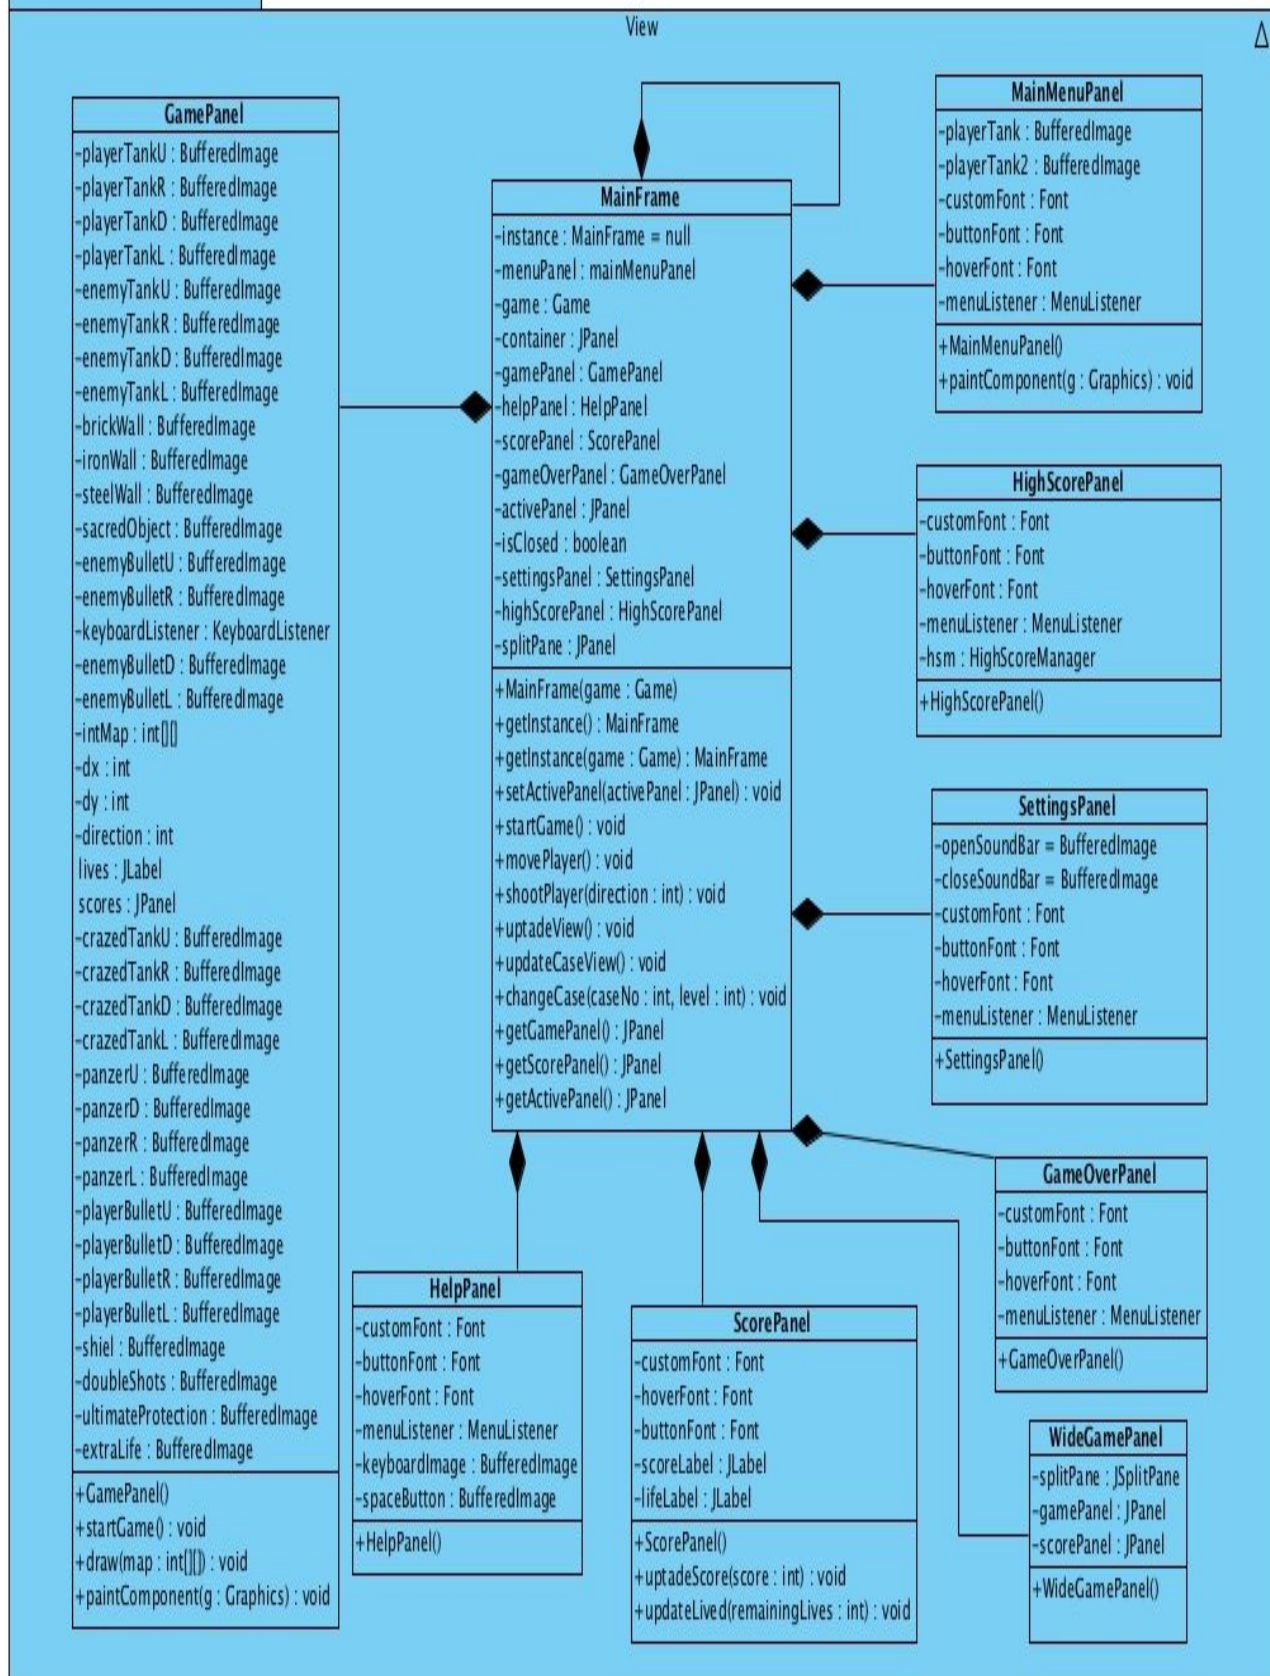 View
GamePanel
-playerTankU : BufferedImage
-playerTankR : BufferedImage
-playerTankD : BufferedImage
-playerTankL : BufferedImage
-enemyTankU : BufferedImage
-enemyTankR : BufferedImage
-enemyTankD : BufferedImage
-enemyTankL : BufferedImage
-brickWall : BufferedImage
-ironWall : BufferedImage
-steelWall : BufferedImage
-sacredObject : BufferedImage
-enemyBulletU : BufferedImage
-enemyBulletR : BufferedImage
-keyboardListener : KeyboardListener
-enemyBulletD : BufferedImage
-enemyBulletL : BufferedImage
-intMap : int[][]
-dx : int
-dy : int
-direction : int
lives : JLabel
scores : JPanel
-crazedTankU : BufferedImage
-crazedTankR : BufferedImage
-crazedTankD : BufferedImage
-crazedTankL : BufferedImage
-panzerU : BufferedImage
-panzerD : BufferedImage
-panzerR : BufferedImage
-panzerL : BufferedImage
-playerBulletU : BufferedImage
-playerBulletD : BufferedImage
-playerBulletR : BufferedImage
-playerBulletL : BufferedImage
-shiel : BufferedImage
-doubleShots : BufferedImage
-ultimateProtection : BufferedImage
-extraLife : BufferedImage
+GamePanel()
+startGame() : void
+draw(map : int[][]) : void
+paintComponent(g : Graphics) : void
MainFrame
-instance : MainFrame = null
-menuPanel : mainMenuPanel
-game : Game
-container : JPanel
-gamePanel : GamePanel
-helpPanel : HelpPanel
-scorePanel : ScorePanel
-gameOverPanel : GameOverPanel
-activePanel : JPanel
-isClosed : boolean
-settingsPanel : SettingsPanel
-highScorePanel : HighScorePanel
-splitPane : JPanel
+MainFrame(game : Game)
+getInstance() : MainFrame
+getInstance(game : Game) : MainFrame
+setActivePanel(activePanel : JPanel) : void
+startGame() : void
+movePlayer() : void
+shootPlayer(direction : int) : void
+uptadeView() : void
+updateCaseView() : void
+changeCase(caseNo : int, level : int) : void
+getGamePanel() : JPanel
+getScorePanel() : JPanel
+getActivePanel() : JPanel
MainMenuPanel
-playerTank : BufferedImage
-playerTank2 : BufferedImage
-customFont : Font
-buttonFont : Font
-hoverFont : Font
-menuListener : MenuListener
+MainMenuPanel()
+paintComponent(g : Graphics) : void
HighScorePanel
-customFont : Font
-buttonFont : Font
-hoverFont : Font
-menuListener : MenuListener
-hsm : HighScoreManager
+HighScorePanel()
SettingsPanel
-openSoundBar = BufferedImage
-closeSoundBar = BufferedImage
-customFont : Font
-buttonFont : Font
-hoverFont : Font
-menuListener : MenuListener
+SettingsPanel()
GameOverPanel
-customFont : Font
-buttonFont : Font
-hoverFont : Font
-menuListener : MenuListener
+GameOverPanel()
HelpPanel
-customFont : Font
-buttonFont : Font
-hoverFont : Font
-menuListener : MenuListener
-keyboardImage : BufferedImage
-spaceButton : BufferedImage
+HelpPanel()
ScorePanel
-customFont : Font
-hoverFont : Font
-buttonFont : Font
-scoreLabel : JLabel
-lifeLabel : JLabel
+ScorePanel()
+uptadeScore(score : int) : void
+updateLived(remainingLives : int) : void
WideGamePanel
-splitPane : JSplitPane
-gamePanel : JPanel
-scorePanel : JPanel
+WideGamePanel()